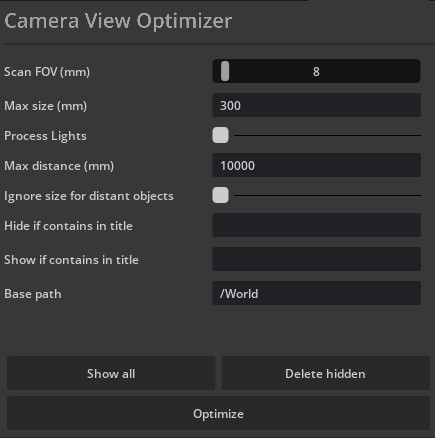 Camera View Optimizer
Scan FOV (mm) 8
Max size (mm) 300
Process Lights
Max distance (mm) 10000
Ignore size for distant objects
Hide if contains in title
Show if contains in title
Base path /World
Show all Delete hidden
Optimize